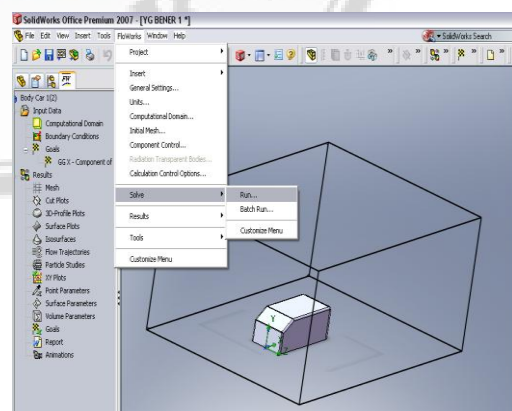 SolidWorks Office Premium 2007 - [YG BENER 1 *]
File Edit View Insert Tools FloWorks Window Help
SolidWorks Search
Project
Insert
General Settings...
Units...
Computational Domain...
Initial Mesh...
Component Control...
Radiation Transparent Bodies...
Calculation Control Options...
Solve
Results
Tools
Customize Menu
Run...
Batch Run...
Customize Menu
Body Car 1(2)
Input Data
Computational Domain
Boundary Conditions
Goals
GG X - Component of
Results
Mesh
Cut Plots
3D-Profile Plots
Surface Plots
Isosurfaces
Flow Trajectories
Particle Studies
XY Plots
Point Parameters
Surface Parameters
Volume Parameters
Goals
Report
Animations
Y